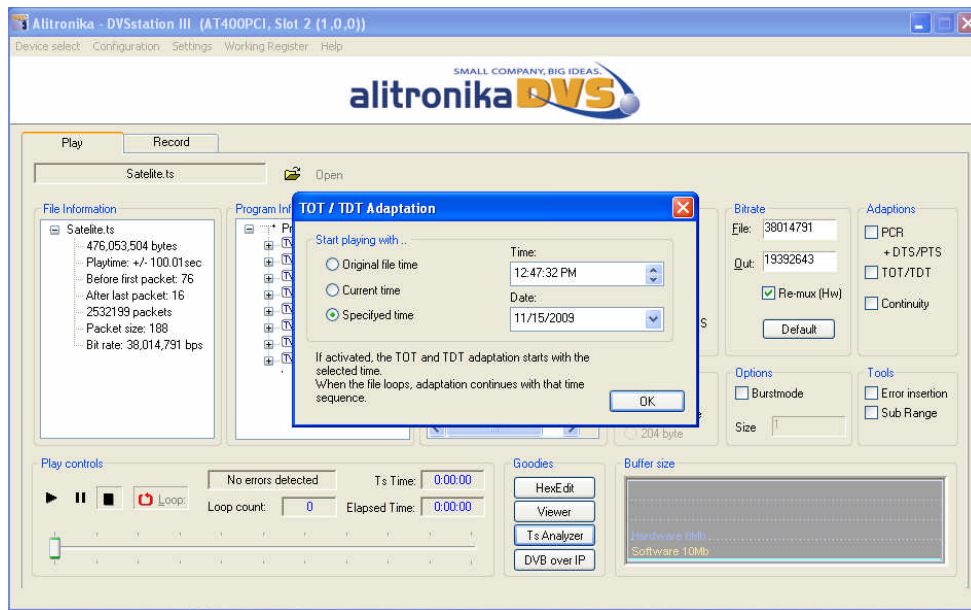 Alitronika - DVSstation III (AT400PCI, Slot 2 (1,0,0))
Device select Configuration Settings Working Register Help
SMALL COMPANY, BIG IDEAS.
alitronika DVS
Play Record
Satelite.ts Open
File Information
Satelite.ts
476,053,504 bytes
Playtime: +/- 100.01sec
Before first packet: 76
After last packet: 16
2532199 packets
Packet size: 188
Bit rate: 38,014,791 bps
Program Inf
TOT / TDT Adaptation
Start playing with ..
Original file time
Current time
Specifyed time
Time:
12:47:32 PM
Date:
11/15/2009
If activated, the TOT and TDT adaptation starts with the
selected time.
When the file loops, adaptation continues with that time
sequence.
OK
204 byte
Bitrate
File: 38014791
Out: 19392643
Re-mux (Hw)
Default
Adaptions
PCR
+ DTS/PTS
TOT/TDT
Continuity
Options
Burstmode
Size 1
Tools
Error insertion
Sub Range
Play controls
Loop:
No errors detected
Ts Time: 0:00:00
Loop count: 0
Elapsed Time: 0:00:00
Goodies
HexEdit
Viewer
Ts Analyzer
DVB over IP
Buffer size
Hardware 0Mb
Software 10Mb